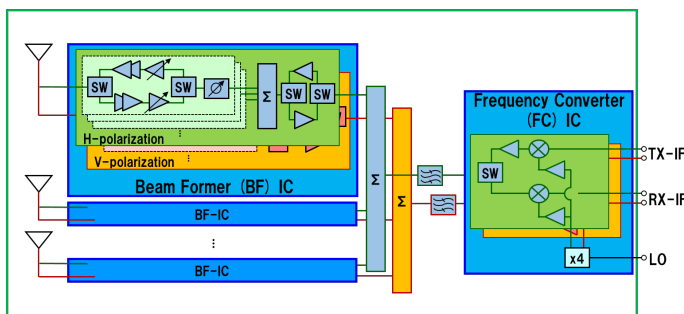 SW
SW
Σ
SW
SW
H-polarization
V-polarization
Beam Former (BF) IC
BF-IC
BF-IC
Σ
Σ
Frequency Converter
(FC) IC
SW
x4
TX-IF
RX-IF
LO